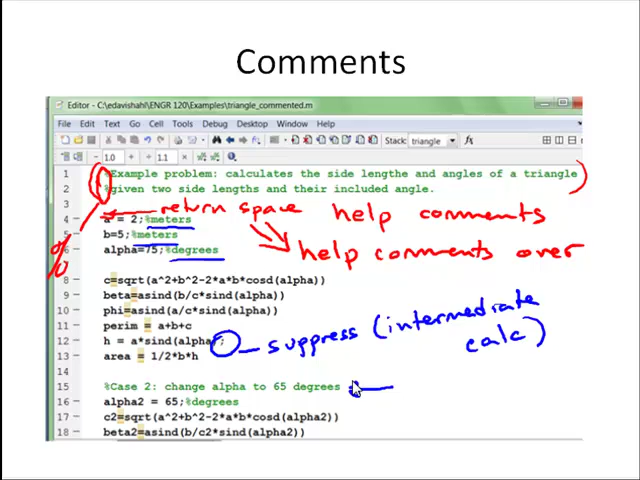 Comments
Editor - C:\edavishahl\ENGR 120\Examples\triangle_commented.m
File Edit Text Go Cell Tools Debug Desktop Window Help
- 1.0 + ÷ 1.1 × Stack: triangle
1 %Example problem: calculates the side lengthe and angles of a triangle )
2 %given two side lengths and their included angle.
return space help comments
4 - a = 2;%meters
5 - b=5;%meters
6 - alpha=75;%degrees
help comments over
%
8 - c=sqrt(a^2+b^2-2*a*b*cosd(alpha))
9 - beta=asind(b/c*sind(alpha))
10 - phi=asind(a/c*sind(alpha))
11 - perim = a+b+c
12 - h = a*sind(alpha);
suppress (intermediate
calc)
13 - area = 1/2*b*h
15 %Case 2: change alpha to 65 degrees
16 - alpha2 = 65;%degrees
17 - c2=sqrt(a^2+b^2-2*a*b*cosd(alpha2))
18 - beta2=asind(b/c2*sind(alpha2))